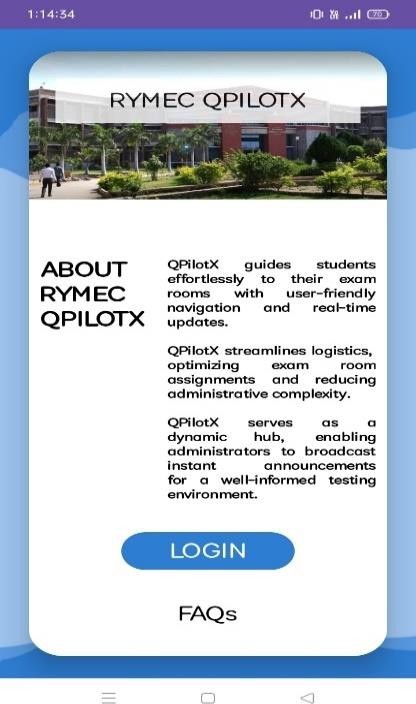 1:14:34
70
RYMEC QPILOTX
ABOUT
RYMEC
QPILOTX
QPilotX guides students
effortlessly to their exam
rooms with user-friendly
navigation and real-time
updates.
QPilotX streamlines logistics,
optimizing exam room
assignments and reducing
administrative complexity.
QPilotX serves as a
dynamic hub, enabling
administrators to broadcast
instant announcements
for a well-informed testing
environment.
LOGIN
FAQs